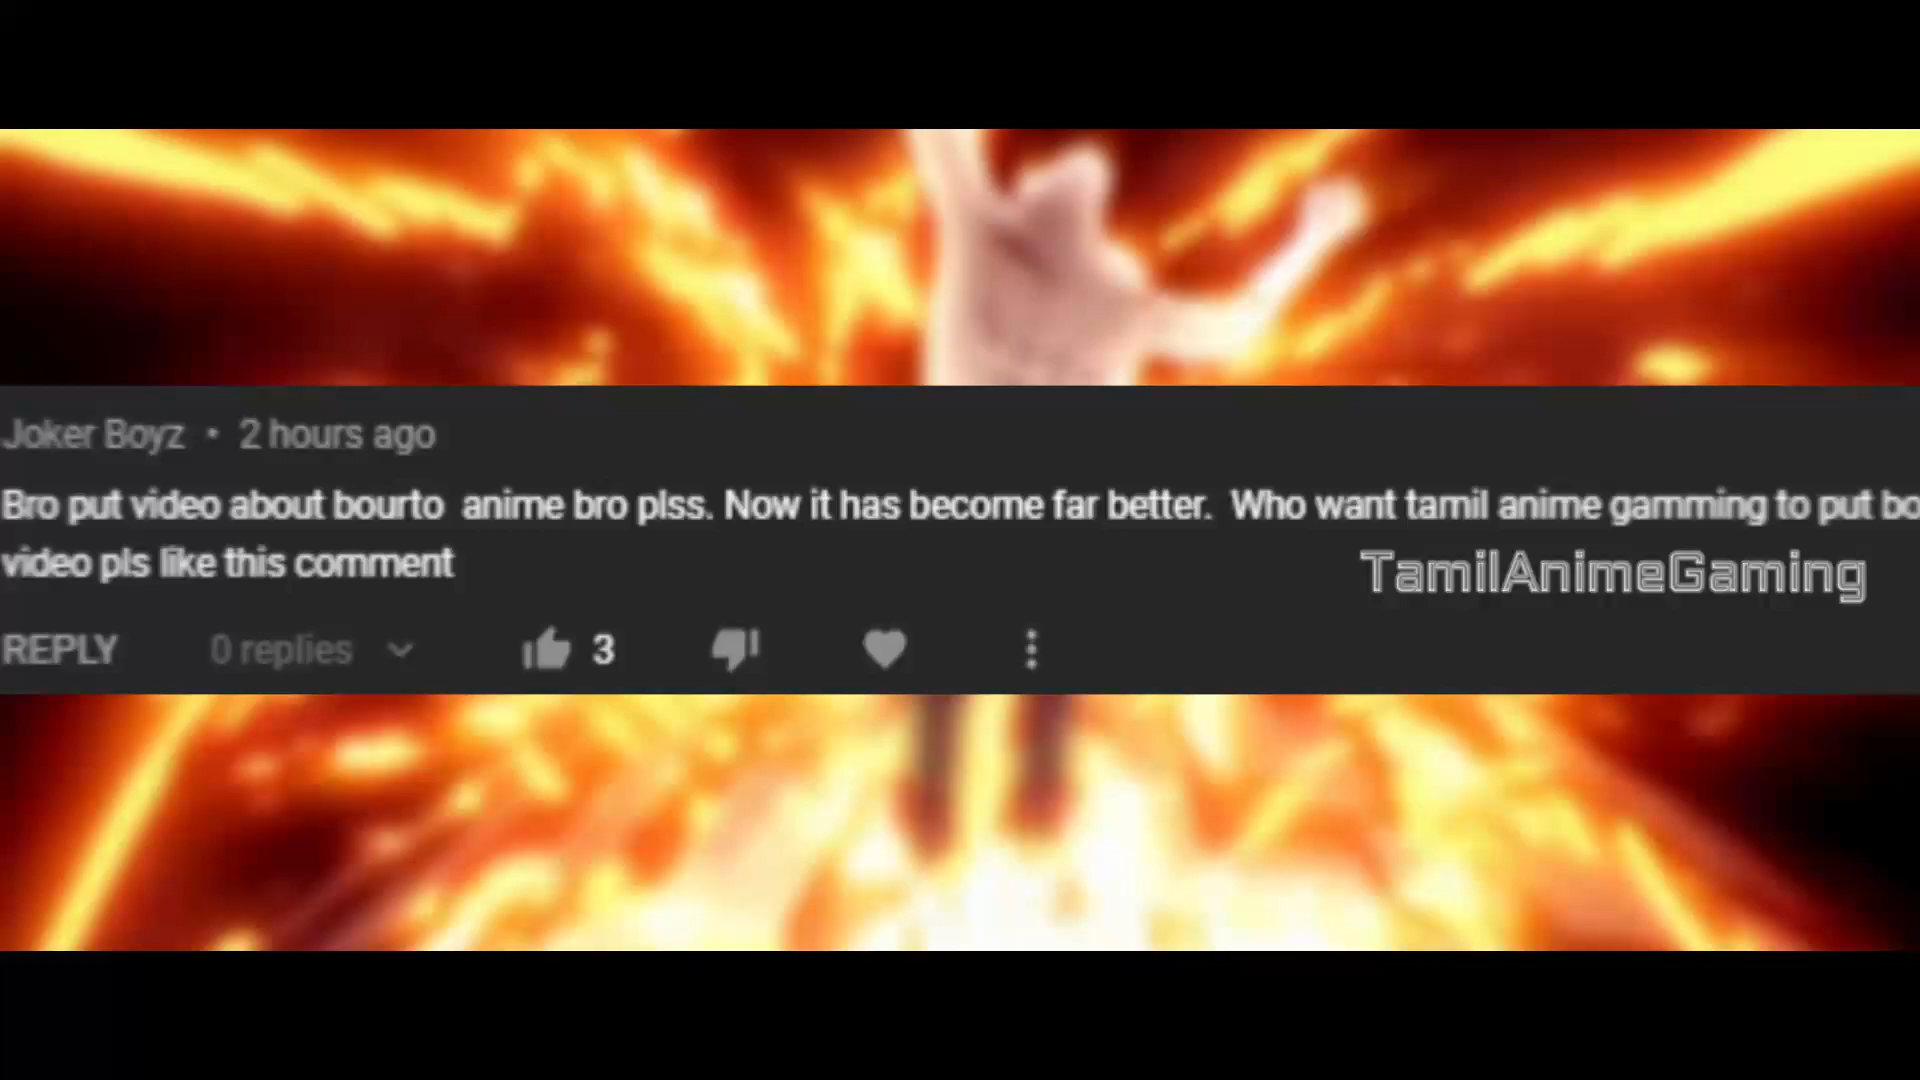 Joker Boyz • 2 hours ago
Bro put video about bourto anime bro plss. Now it has become far better. Who want tamil anime gamming to put bo
video pls like this comment
TamilAnimeGaming
REPLY 0 replies 3